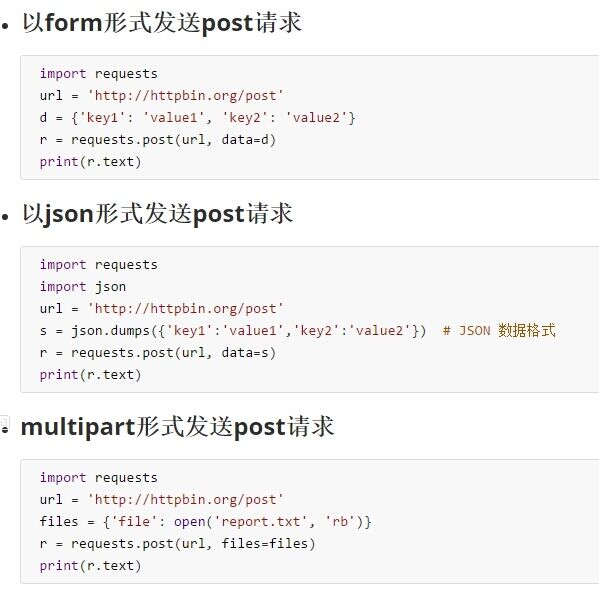 以form形式发送post请求
import requests
url = 'http://httpbin.org/post'
d = {'key1': 'value1', 'key2': 'value2'}
r = requests.post(url, data=d)
print(r.text)
以json形式发送post请求
import requests
import json
url = 'http://httpbin.org/post'
s = json.dumps({'key1':'value1','key2':'value2'})  # JSON 数据格式
r = requests.post(url, data=s)
print(r.text)
multipart形式发送post请求
import requests
url = 'http://httpbin.org/post'
files = {'file': open('report.txt', 'rb')}
r = requests.post(url, files=files)
print(r.text)